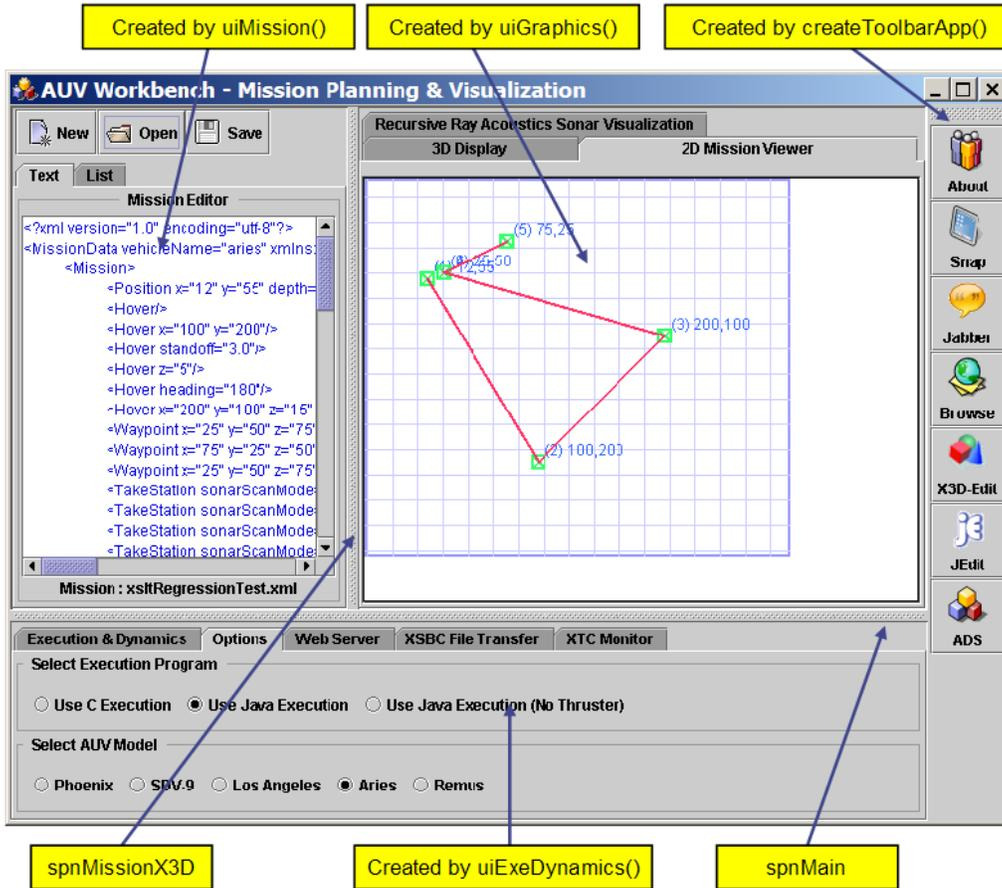 Created by uiMission()
Created by uiGraphics()
Created by createToolbarApp()
AUV Workbench - Mission Planning & Visualization
New
Open
Save
Recursive Ray Acoustics Sonar Visualization
3D Display
2D Mission Viewer
Text
List
Mission Editor
<?xml version="1.0" encoding="utf-8"?>
<MissionData vehicleName="aries" xmlns:
<Mission>
<Position x="12" y="55" depth=
<Hover/>
<Hover x="100" y="200"/>
<Hover standoff="3.0"/>
<Hover z="5"/>
<Hover heading="180"/>
<Hover x="200" y="100" z="15"
<Waypoint x="25" y="50" z="75"
<Waypoint x="75" y="25" z="50"
<Waypoint x="25" y="50" z="75"
<TakeStation sonarScanMode=
<TakeStation sonarScanMode=
<TakeStation sonarScanMode=
<TakeStation sonarScanMode=
Mission : xsltRegressionTest.xml
(5) 75,25
(3) 200,100
(2) 100,200
About
Snap
Jabber
Browse
X3D-Edit
JEdit
ADS
Execution & Dynamics
Options
Web Server
XSBC File Transfer
XTC Monitor
Select Execution Program
Use C Execution
Use Java Execution
Use Java Execution (No Thruster)
Select AUV Model
Phoenix
SDV-9
Los Angeles
Aries
Remus
spnMissionX3D
Created by uiExeDynamics()
spnMain